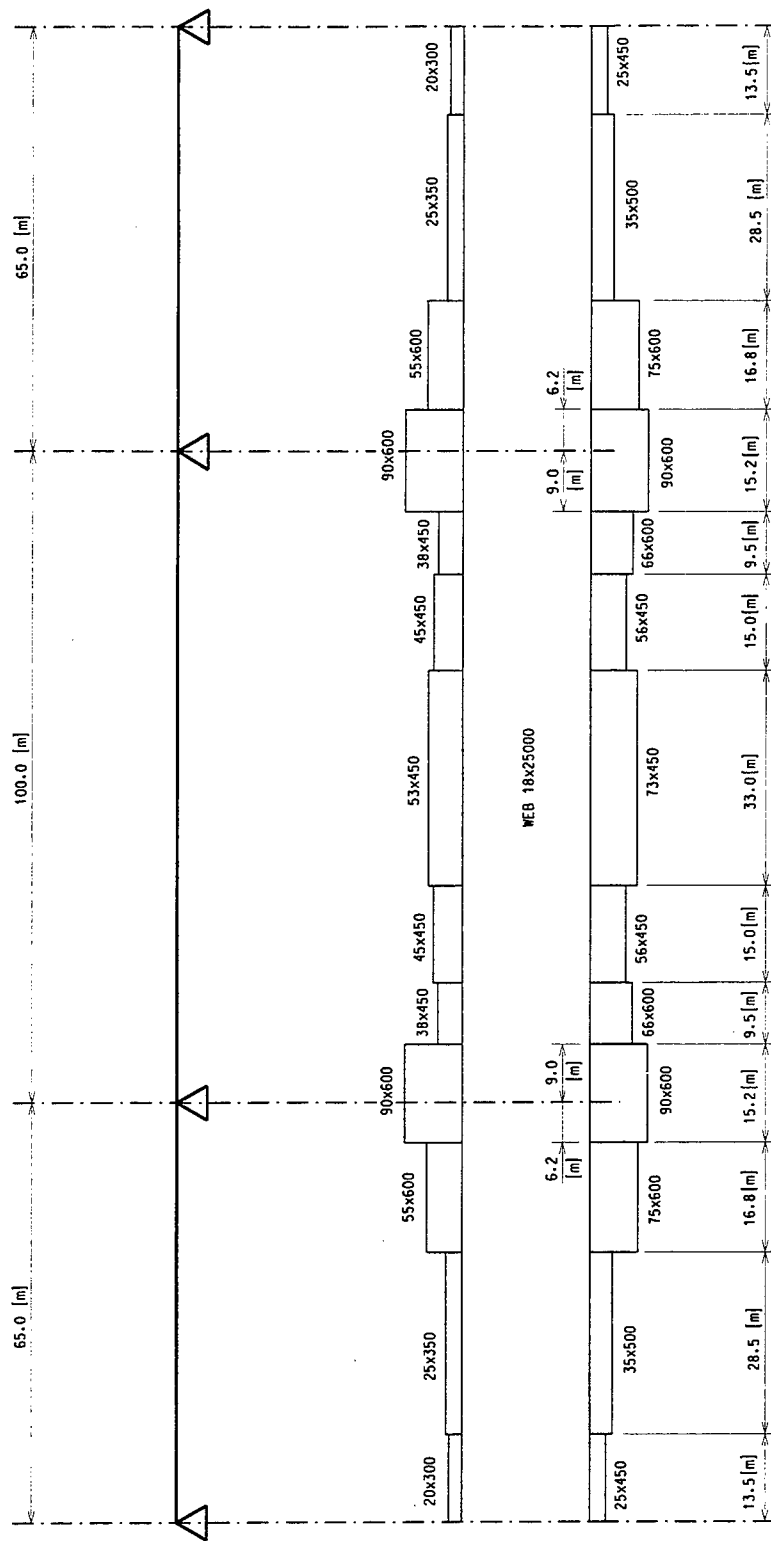 65.0 [m]
100.0 [m]
65.0 [m]
20x300
25x350
55x600
90x600
38x450
45x450
53x450
45x450
38x450
90x600
55x600
25x350
20x300
6.2
[m]
9.0
[m]
WEB 18x25000
9.0
[m]
6.2
[m]
25x450
35x500
75x600
90x600
66x600
56x450
73x450
56x450
66x600
90x600
75x600
35x500
25x450
13.5[m]
28.5 [m]
16.8[m]
15.2[m]
9.5[m]
15.0[m]
33.0[m]
15.0[m]
9.5[m]
15.2[m]
16.8[m]
28.5 [m]
13.5[m]